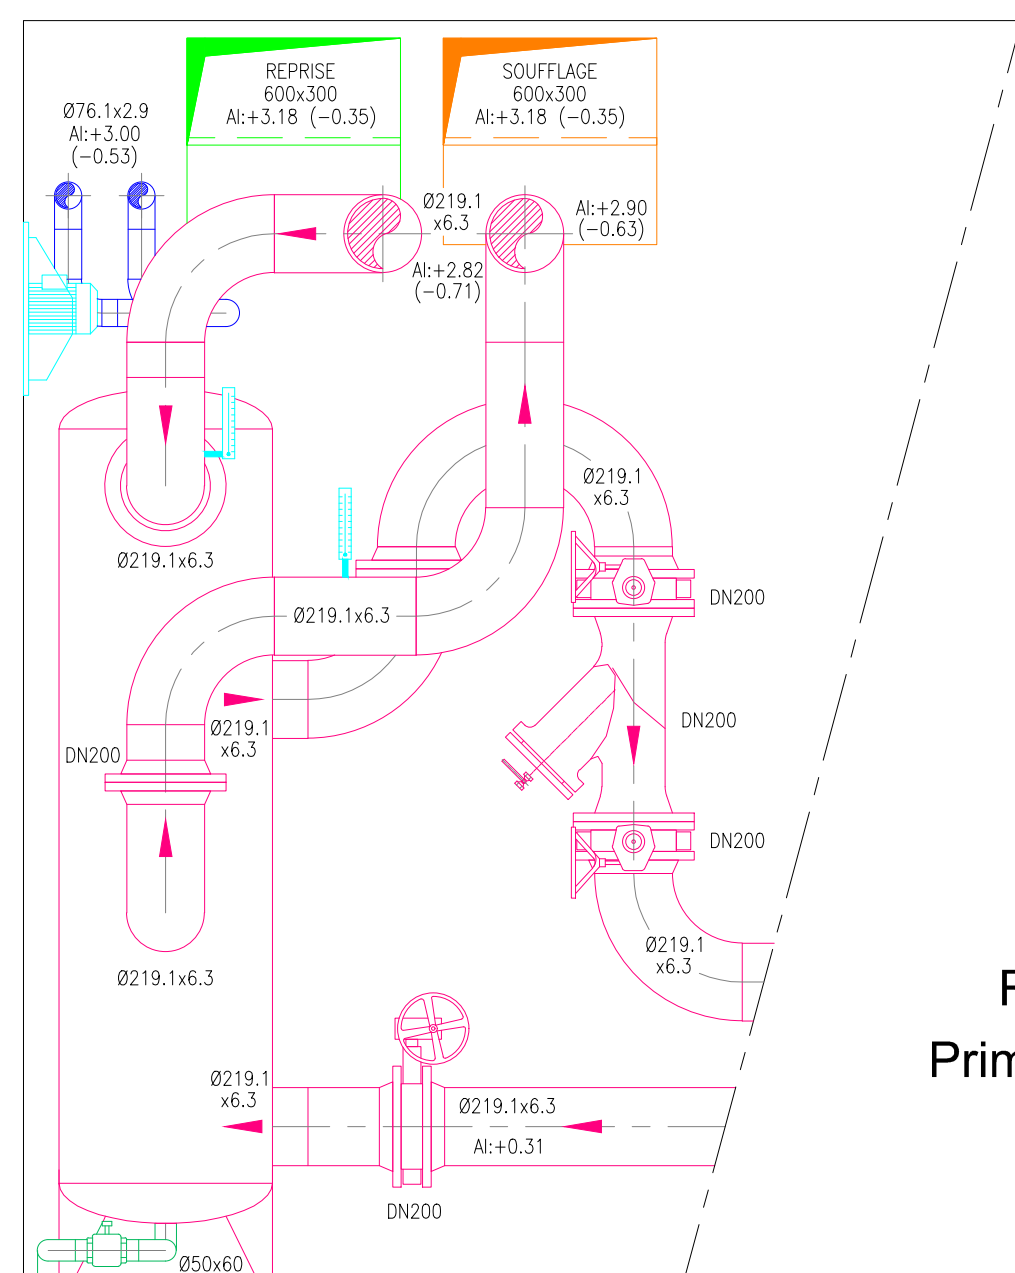 REPRISE
600x300
Al:+3.18 (-0.35)
SOUFFLAGE
600x300
Al:+3.18 (-0.35)
Ø76.1x2.9
Al:+3.00
(-0.53)
Ø219.1
x6.3
Al:+2.90
(-0.63)
Al:+2.82
(-0.71)
Ø219.1
x6.3
Ø219.1x6.3
DN200
Ø219.1x6.3
DN200
Ø219.1
x6.3
DN200
DN200
Ø219.1
x6.3
Ø219.1x6.3
P
Prim
Ø219.1
x6.3
Ø219.1x6.3
Al:+0.31
DN200
Ø50x60